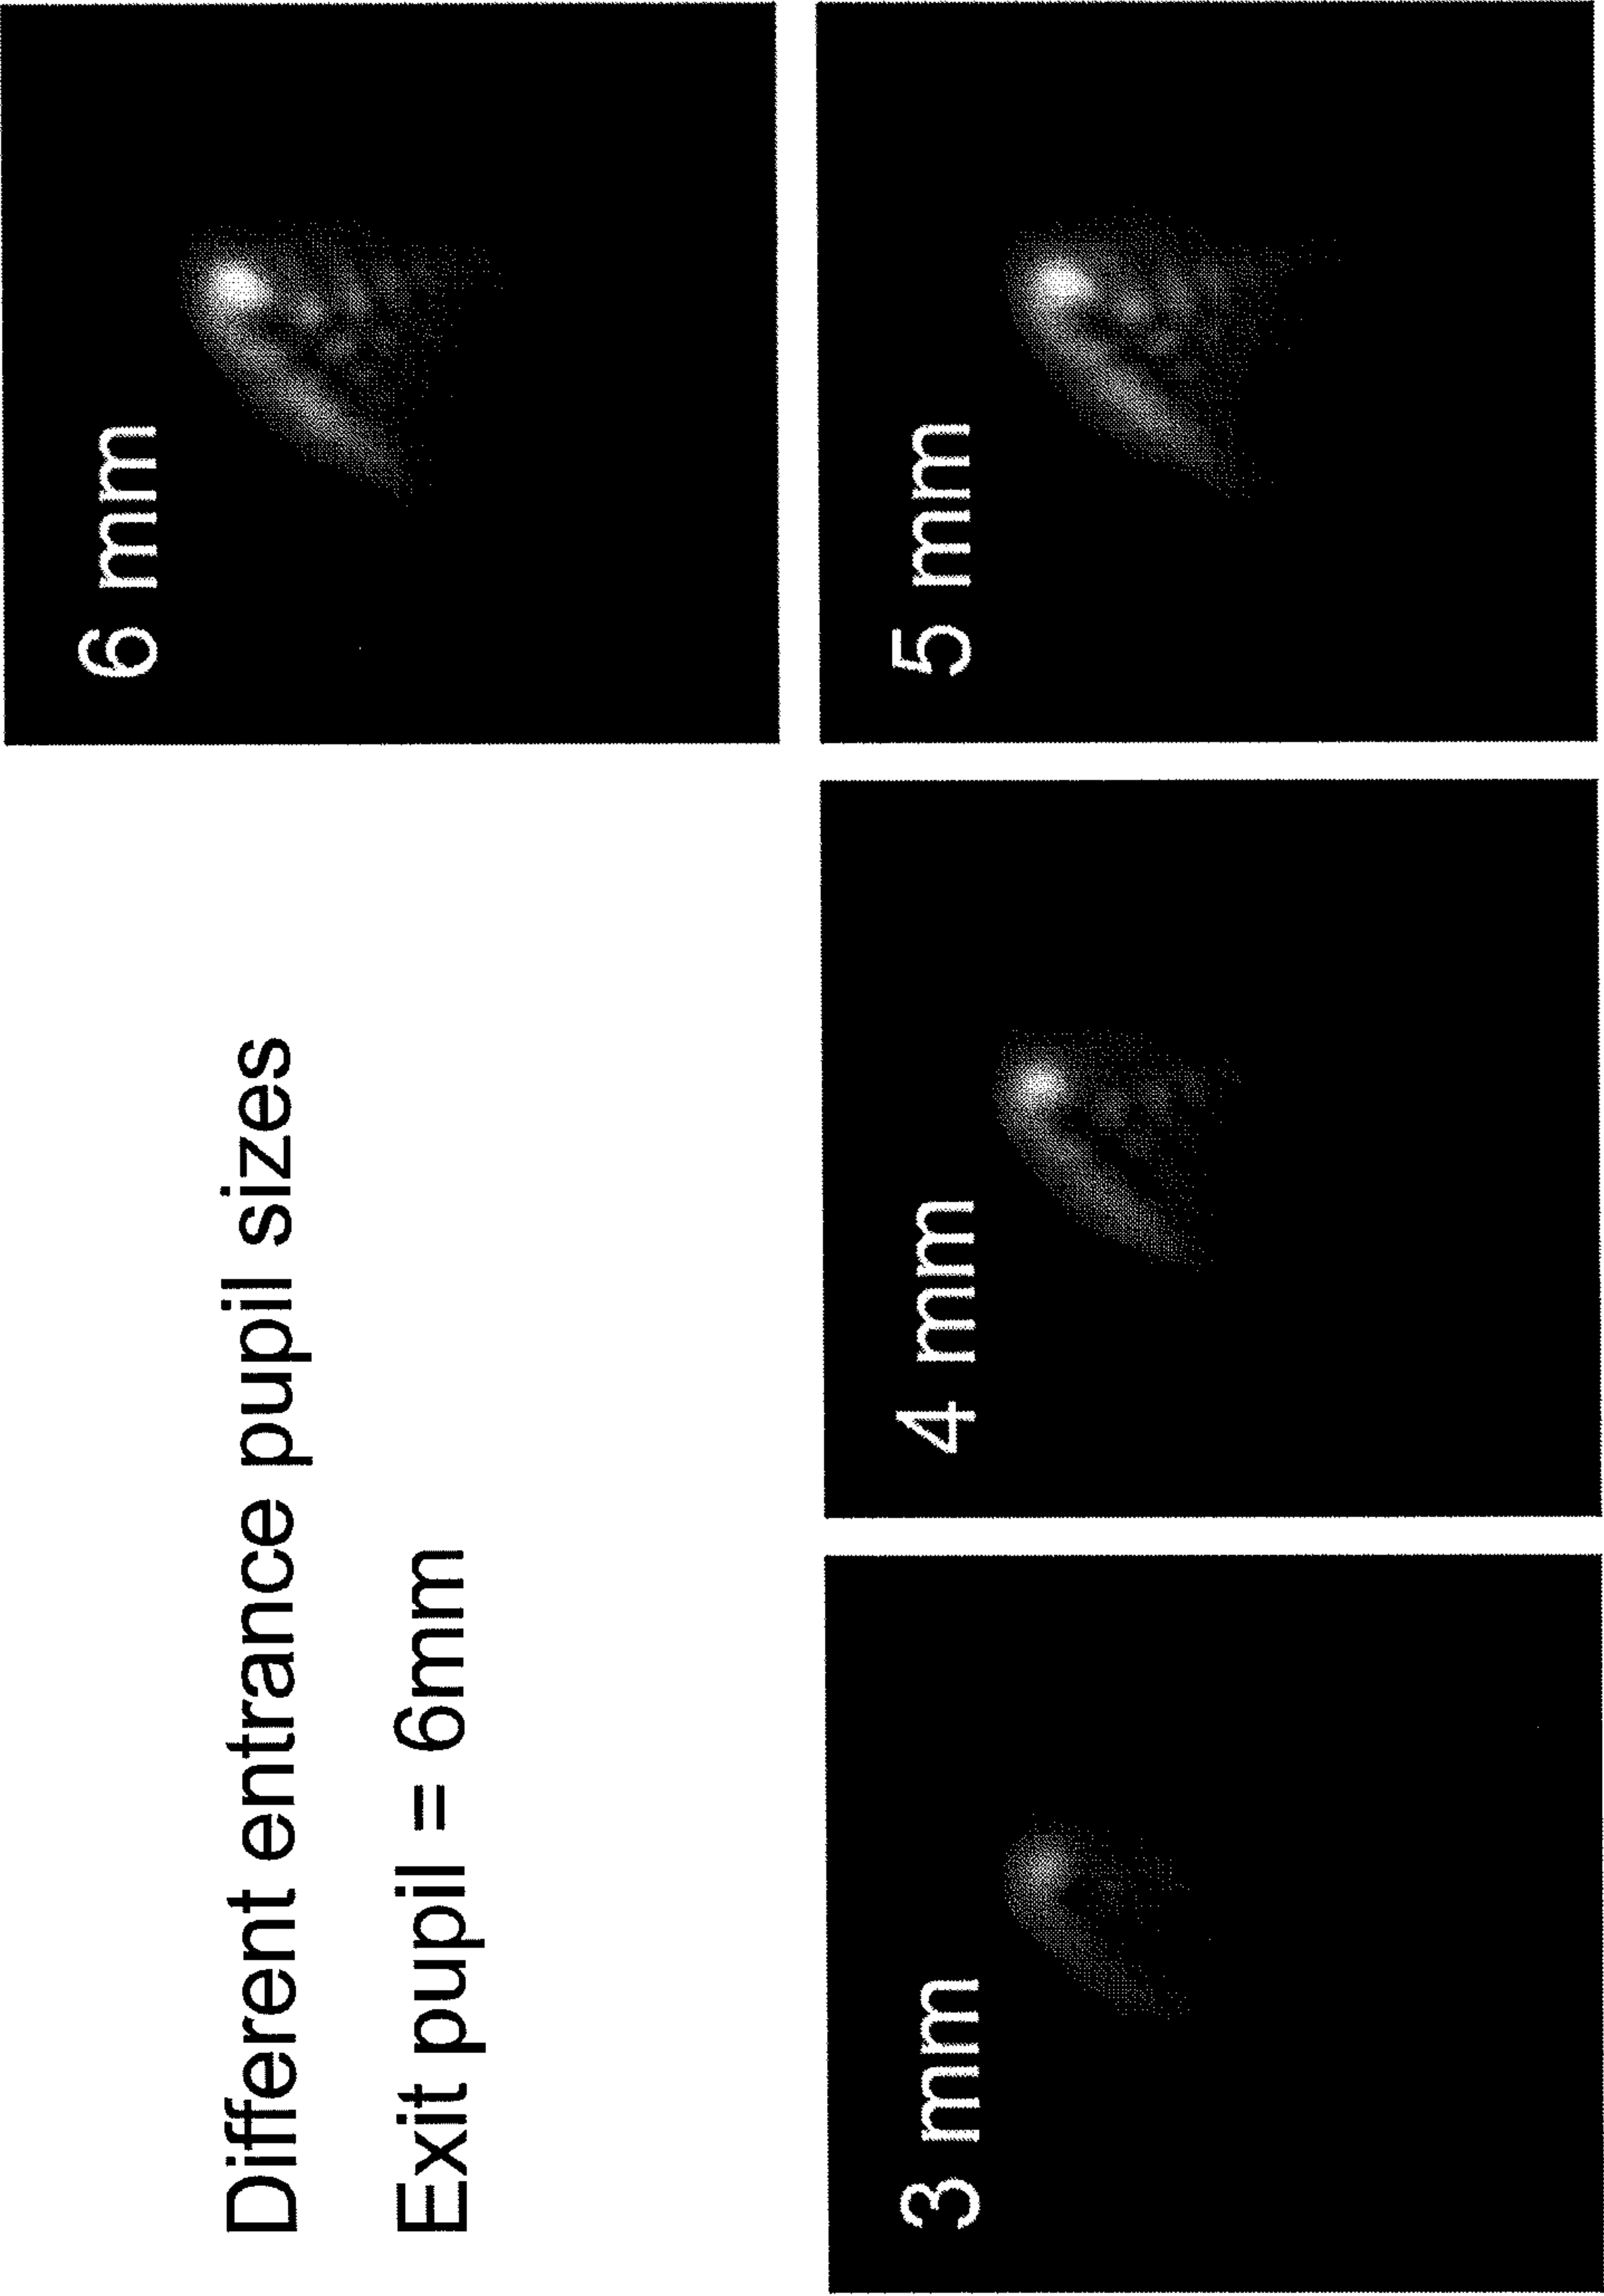 Different entrance pupil sizes
Exit pupil = 6mm
6 mm
3 mm
4 mm
5 mm